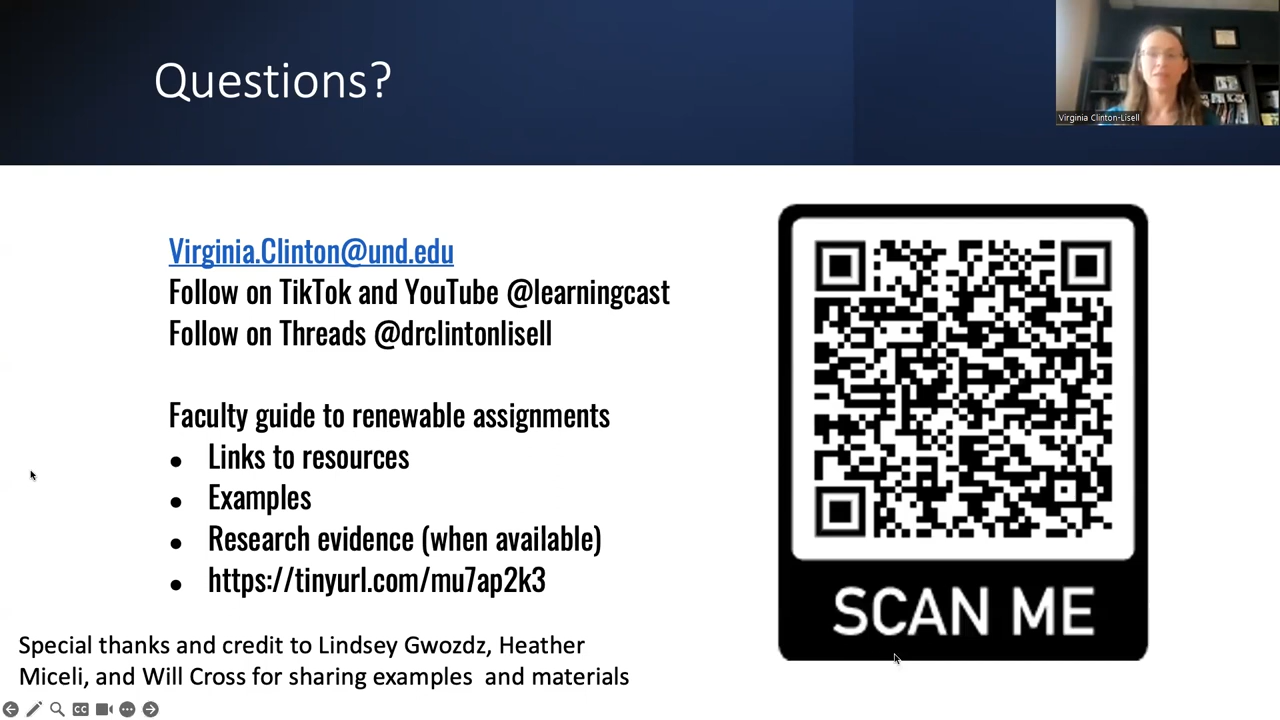 Questions?
Virginia Clinton-Lisell
Virginia.Clinton@und.edu
Follow on TikTok and YouTube @learningcast
Follow on Threads @drclintonlisell
Faculty guide to renewable assignments
● Links to resources
● Examples
● Research evidence (when available)
● https://tinyurl.com/mu7ap2k3
SCAN ME
Special thanks and credit to Lindsey Gwozdz, Heather
Miceli, and Will Cross for sharing examples  and materials
CC